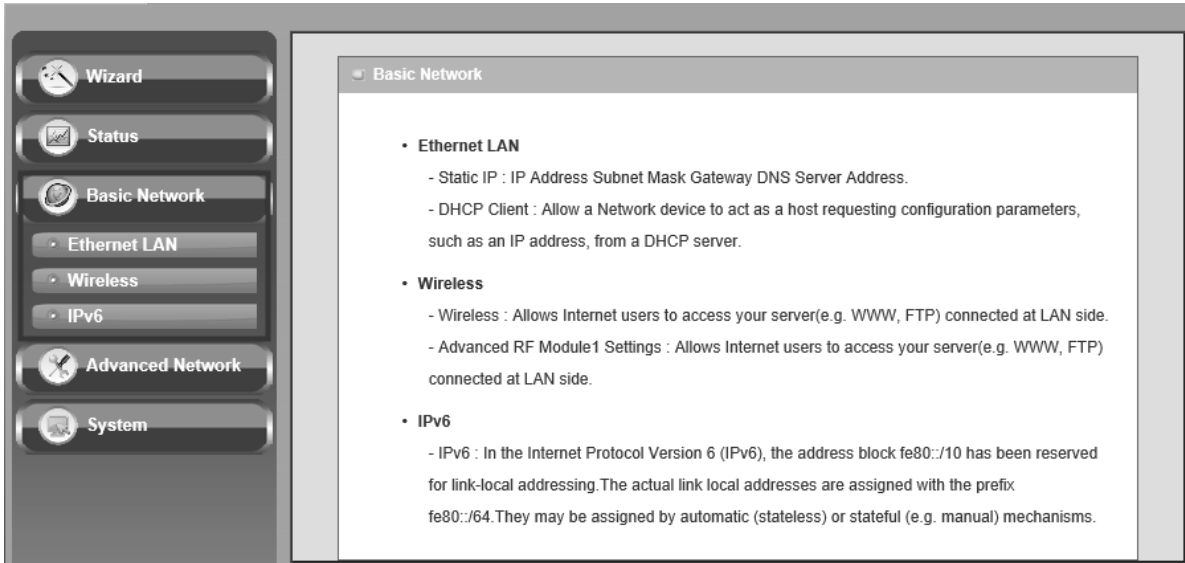 Wizard
Status
Basic Network
Ethernet LAN
Wireless
IPv6
Advanced Network
System
Basic Network
• Ethernet LAN
- Static IP : IP Address Subnet Mask Gateway DNS Server Address.
- DHCP Client : Allow a Network device to act as a host requesting configuration parameters,
such as an IP address, from a DHCP server.
• Wireless
- Wireless : Allows Internet users to access your server(e.g. WWW, FTP) connected at LAN side.
- Advanced RF Module1 Settings : Allows Internet users to access your server(e.g. WWW, FTP)
connected at LAN side.
• IPv6
- IPv6 : In the Internet Protocol Version 6 (IPv6), the address block fe80::/10 has been reserved
for link-local addressing.The actual link local addresses are assigned with the prefix
fe80::/64.They may be assigned by automatic (stateless) or stateful (e.g. manual) mechanisms.